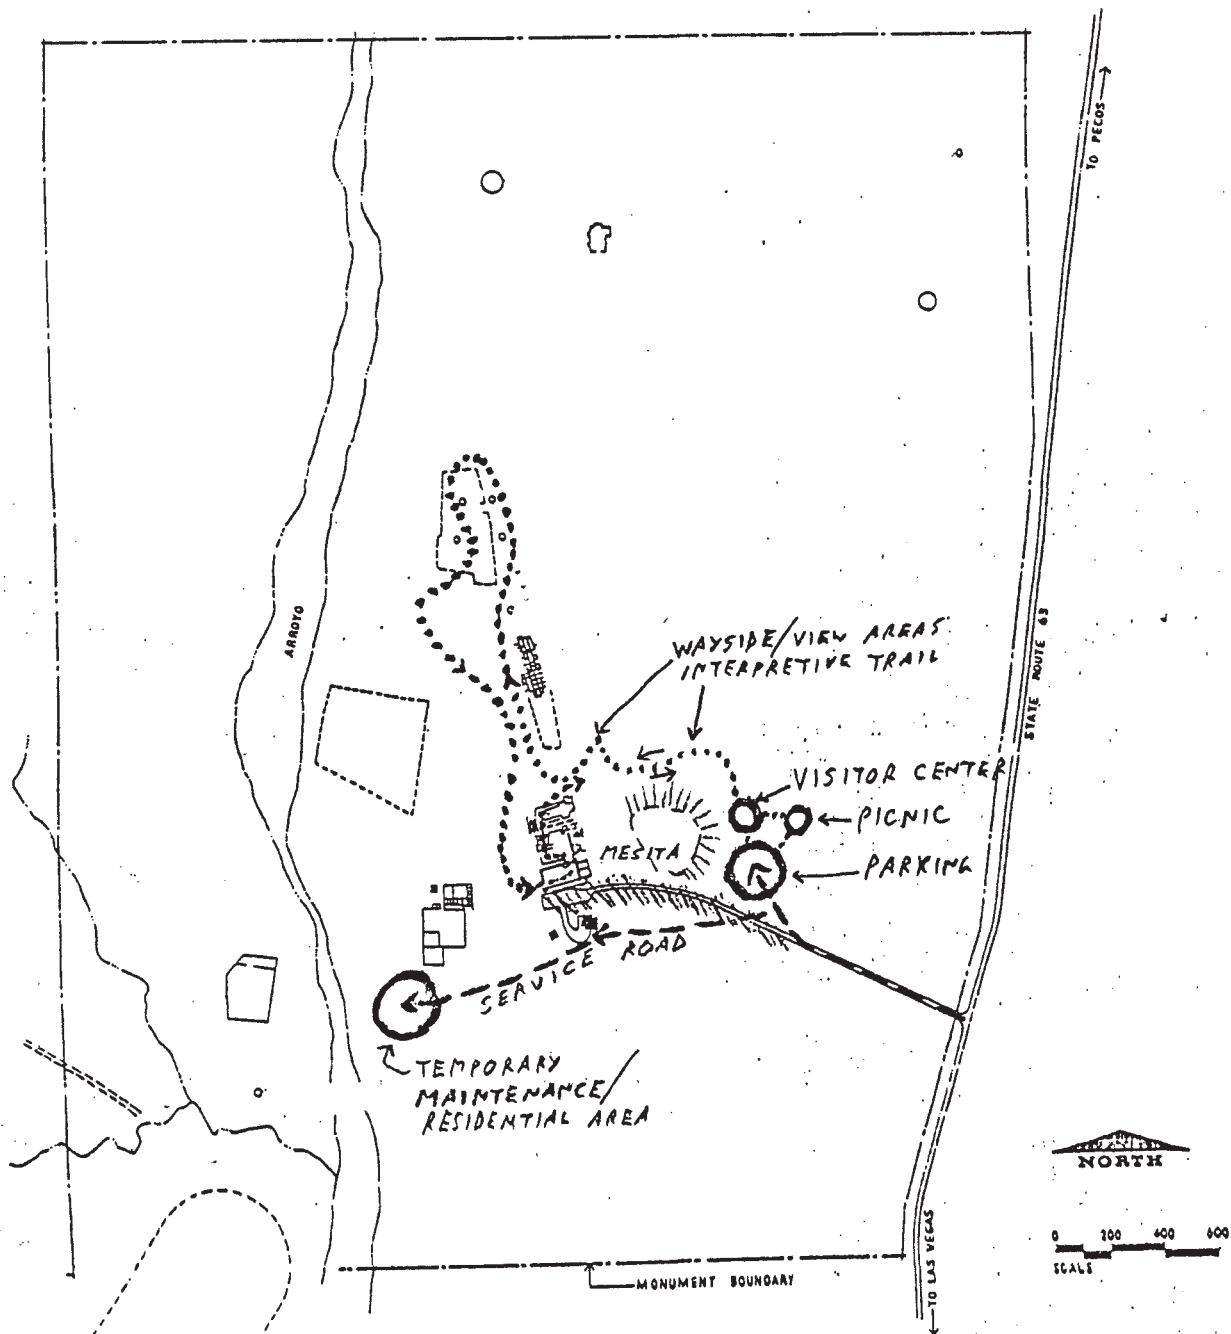 TO PECOS
ARROYO
STATE ROUTE 63
WAYSIDE/VIEW AREAS
INTERPRETIVE TRAIL
VISITOR CENTER
PICNIC
MESITA
PARKING
SERVICE ROAD
TEMPORARY
MAINTENANCE/
RESIDENTIAL AREA
NORTH
0 200 400 600
SCALE
TO LAS VEGAS
MONUMENT BOUNDARY